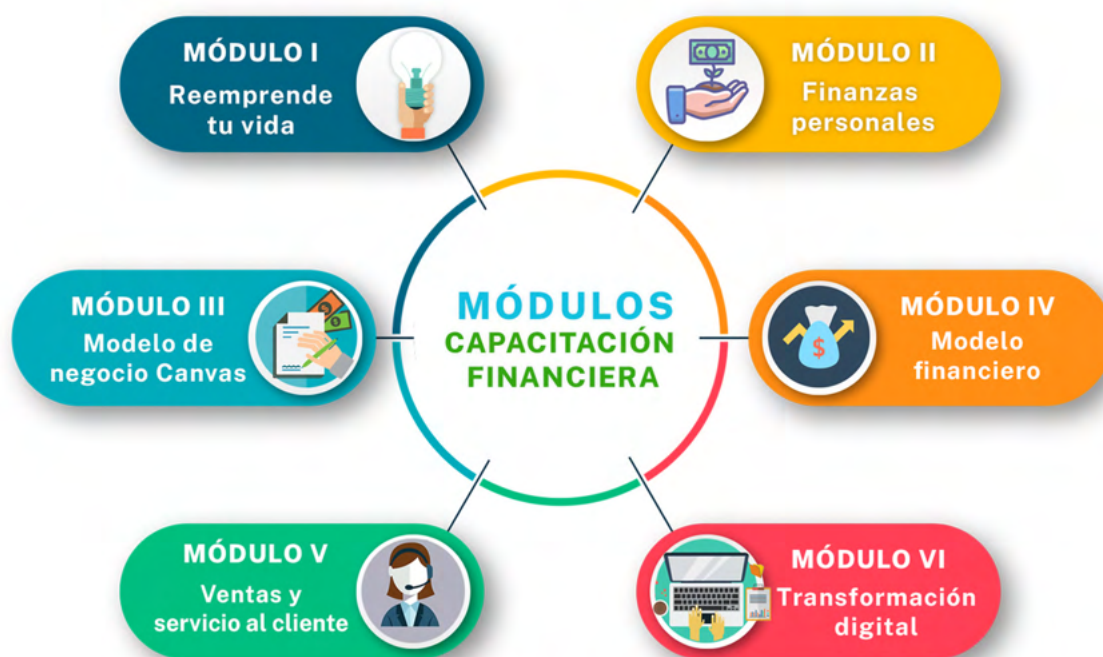 MÓDULO I
Reemprende
tu vida
MÓDULO II
Finanzas
personales
MÓDULOS
CAPACITACIÓN
FINANCIERA
MÓDULO III
Modelo de
negocio Canvas
MÓDULO IV
Modelo
financiero
MÓDULO V
Ventas y
servicio al cliente
MÓDULO VI
Transformación
digital